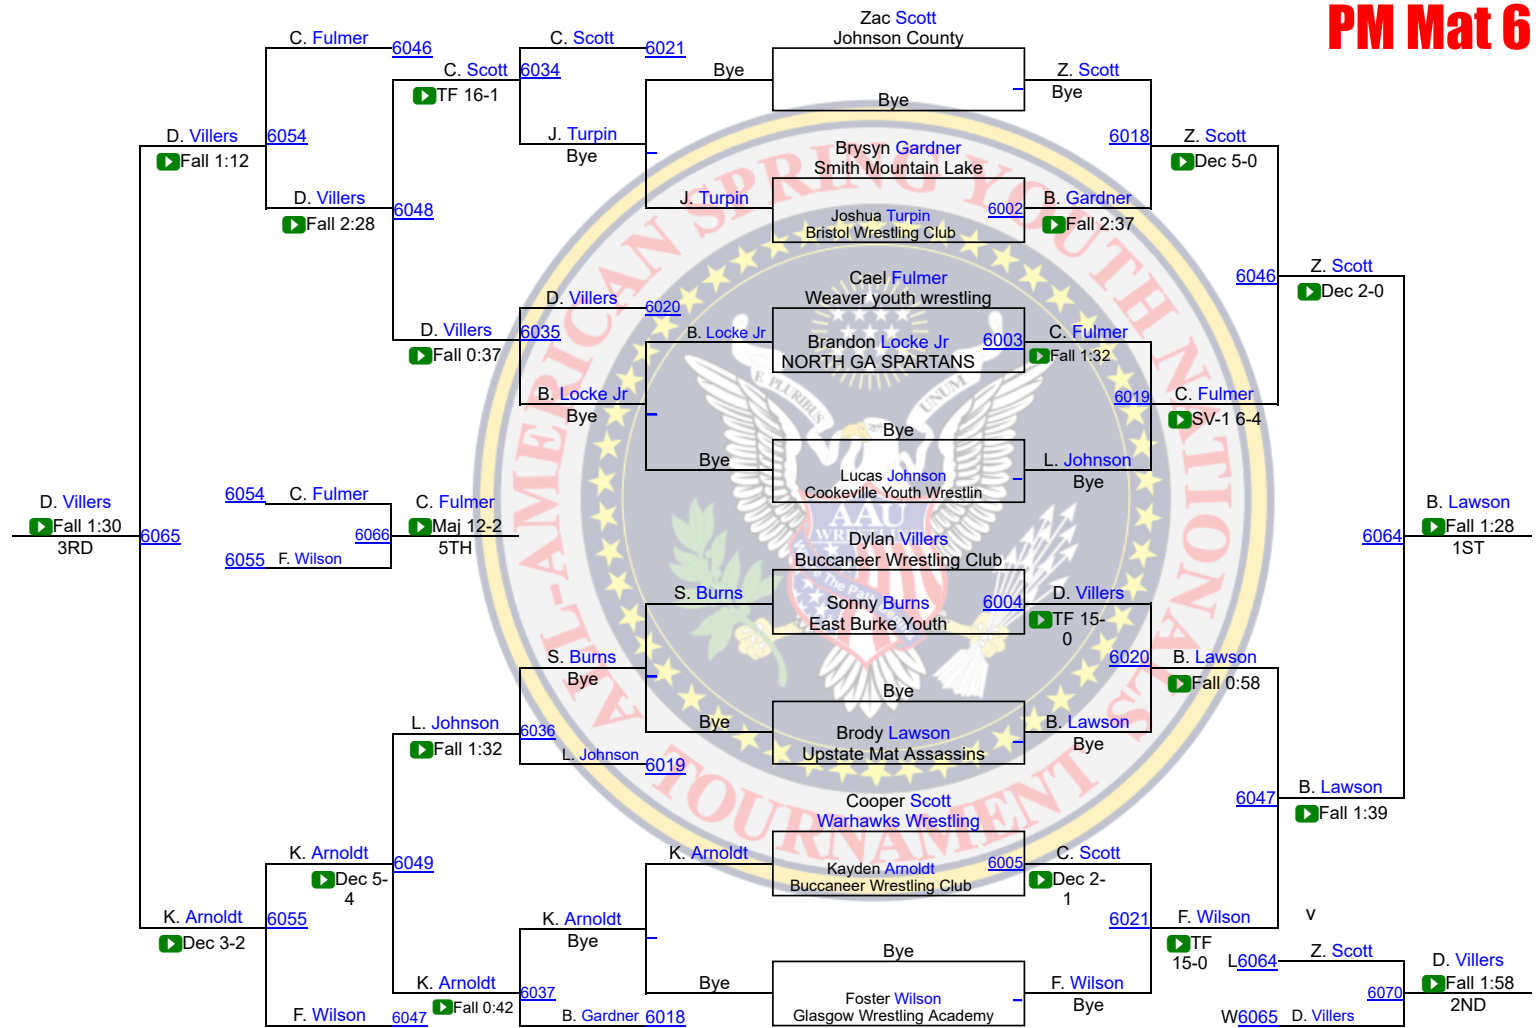 PM Mat 6
C. Fulmer
6046
D. Villers
Fall 1:12
6054
D. Villers
Fall 2:28
C. Scott
TF 16-1
6048
D. Villers
Fall 0:37
C. Scott
6021
6034
J. Turpin
Bye
D. Villers
6020
6035
B. Locke Jr
Bye
Bye
J. Turpin
B. Locke Jr
Bye
Zac Scott
Johnson County
Bye
Brysyn Gardner
Smith Mountain Lake
Joshua Turpin
Bristol Wrestling Club
6002
Cael Fulmer
Weaver youth wrestling
Brandon Locke Jr
NORTH GA SPARTANS
6003
Bye
Lucas Johnson
Cookeville Youth Wrestlin
Z. Scott
Bye
6018
B. Gardner
Fall 2:37
Z. Scott
Dec 5-0
C. Fulmer
Fall 1:32
6019
L. Johnson
Bye
C. Fulmer
SV-1 6-4
6046
Z. Scott
Dec 2-0
D. Villers
Fall 1:30
3RD
6065
6054
C. Fulmer
6055
F. Wilson
6066
C. Fulmer
Maj 12-2
5TH
6064
B. Lawson
Fall 1:28
1ST
Dylan Villers
Buccaneer Wrestling Club
Sonny Burns
East Burke Youth
6004
S. Burns
D. Villers
TF 15-
0
S. Burns
Bye
Bye
Bye
Brody Lawson
Upstate Mat Assassins
B. Lawson
Bye
6020
B. Lawson
Fall 0:58
L. Johnson
Fall 1:32
6036
L. Johnson
6019
6047
B. Lawson
Fall 1:39
Cooper Scott
Warhawks Wrestling
Kayden Arnoldt
Buccaneer Wrestling Club
6005
C. Scott
Dec 2-
1
K. Arnoldt
Dec 5-
4
6049
K. Arnoldt
K. Arnoldt
Dec 3-2
6055
K. Arnoldt
Bye
Bye
Bye
Foster Wilson
Glasgow Wrestling Academy
F. Wilson
Bye
6021
F. Wilson
TF
15-0
v
K. Arnoldt
Fall 0:42
6037
B. Gardner
6018
F. Wilson
6047
L6064
Z. Scott
W6065
D. Villers
6070
D. Villers
Fall 1:58
2ND
ALL-AMERICAN SPRING YOUTH NATIONALS
TOURNAMENT
E PLURIBUS
UNUM
AAU